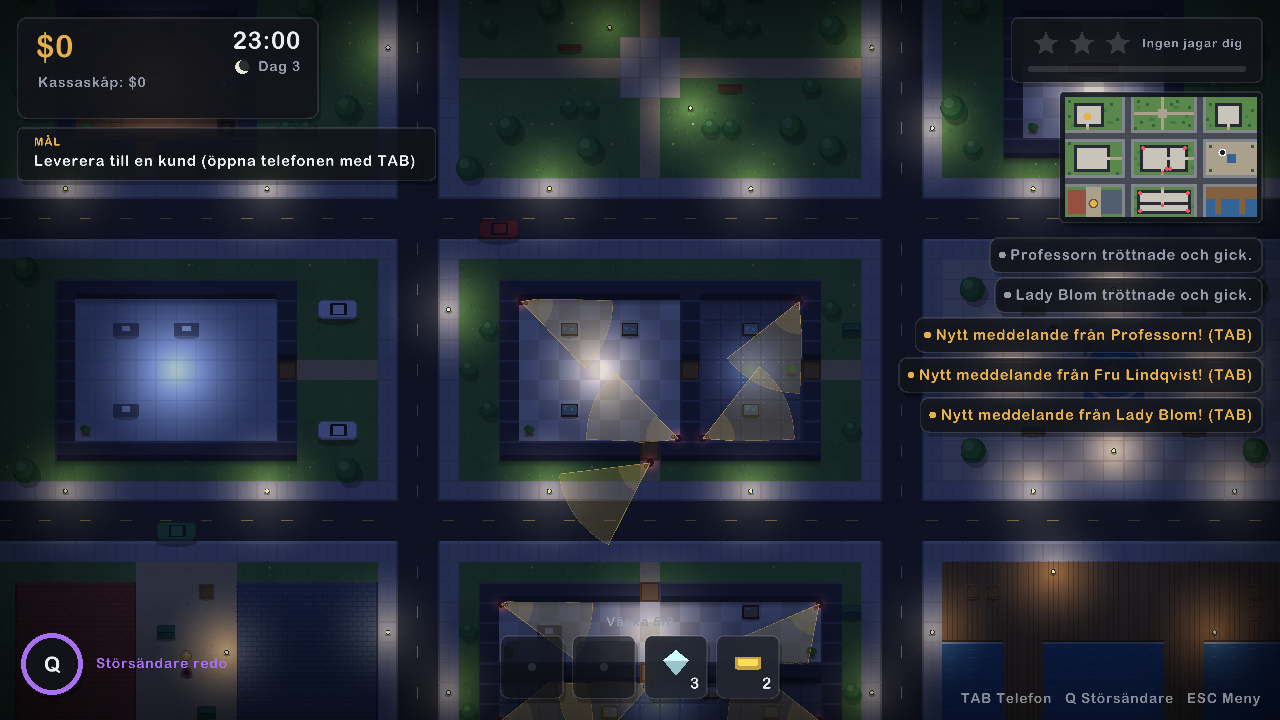 $0
23:00
Dag 3
Kassaskåp: $0
MÅL
Leverera till en kund (öppna telefonen med TAB)
Ingen jagar dig
Professorn tröttnade och gick.
Lady Blom tröttnade och gick.
Nytt meddelande från Professorn! (TAB)
Nytt meddelande från Fru Lindqvist! (TAB)
Nytt meddelande från Lady Blom! (TAB)
3
2
Q
Störsändare redo
TAB Telefon Q Störsändare ESC Meny